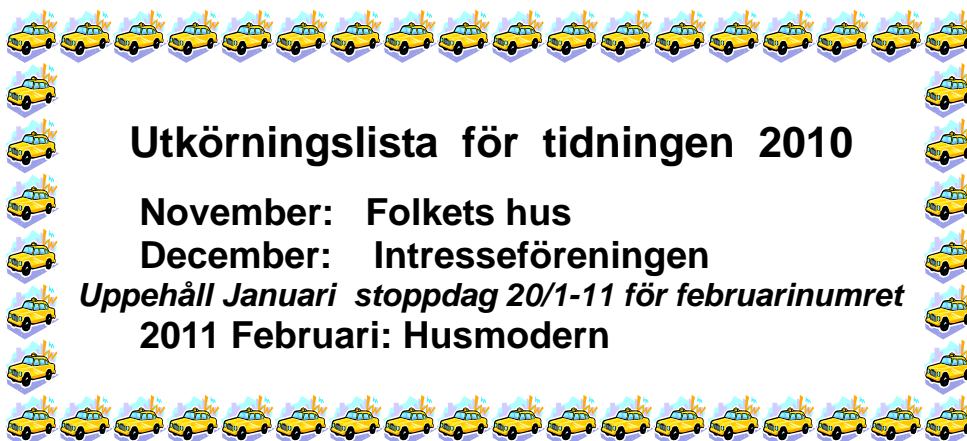 Utkörningslista för tidningen 2010
November: Folkets hus
December: Intresseföreningen
Uppehåll Januari stoppdag 20/1-11 för februarinumret
2011 Februari: Husmodern